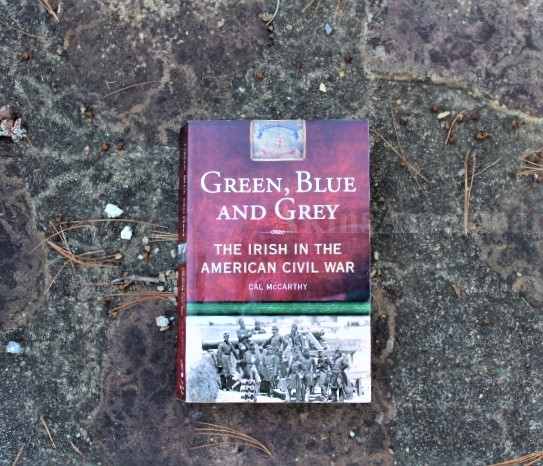 GREEN, BLUE
AND GREY
THE IRISH IN THE
AMERICAN CIVIL WAR
CAL McCARTHY